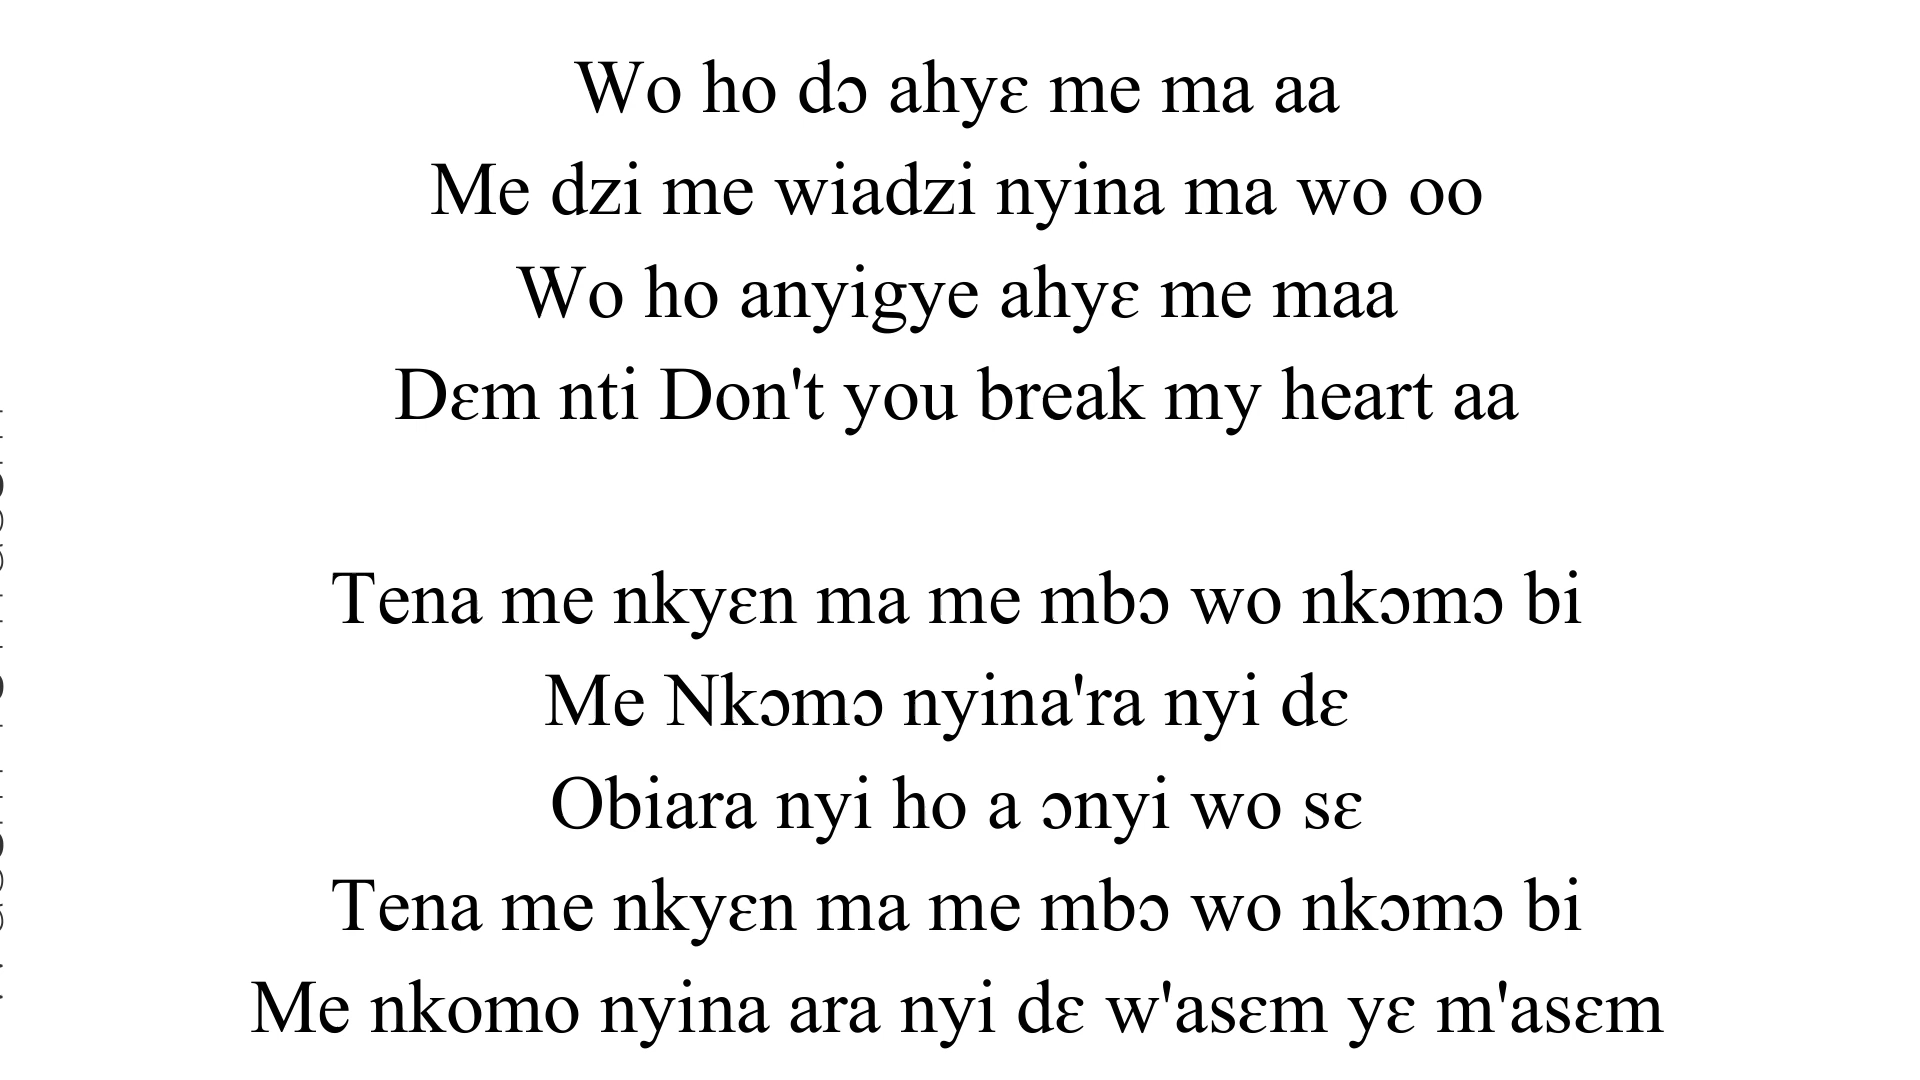 Wo ho dɔ ahyɛ me ma aa
Me dzi me wiadzi nyina ma wo oo
Wo ho anyigye ahyɛ me maa
Dɛm nti Don't you break my heart aa
Tena me nkyɛn ma me mbɔ wo nkɔmɔ bi
Me Nkɔmɔ nyina'ra nyi dɛ
Obiara nyi ho a ɔnyi wo sɛ
Tena me nkyɛn ma me mbɔ wo nkɔmɔ bi
Me nkomo nyina ara nyi dɛ w'asɛm yɛ m'asɛm